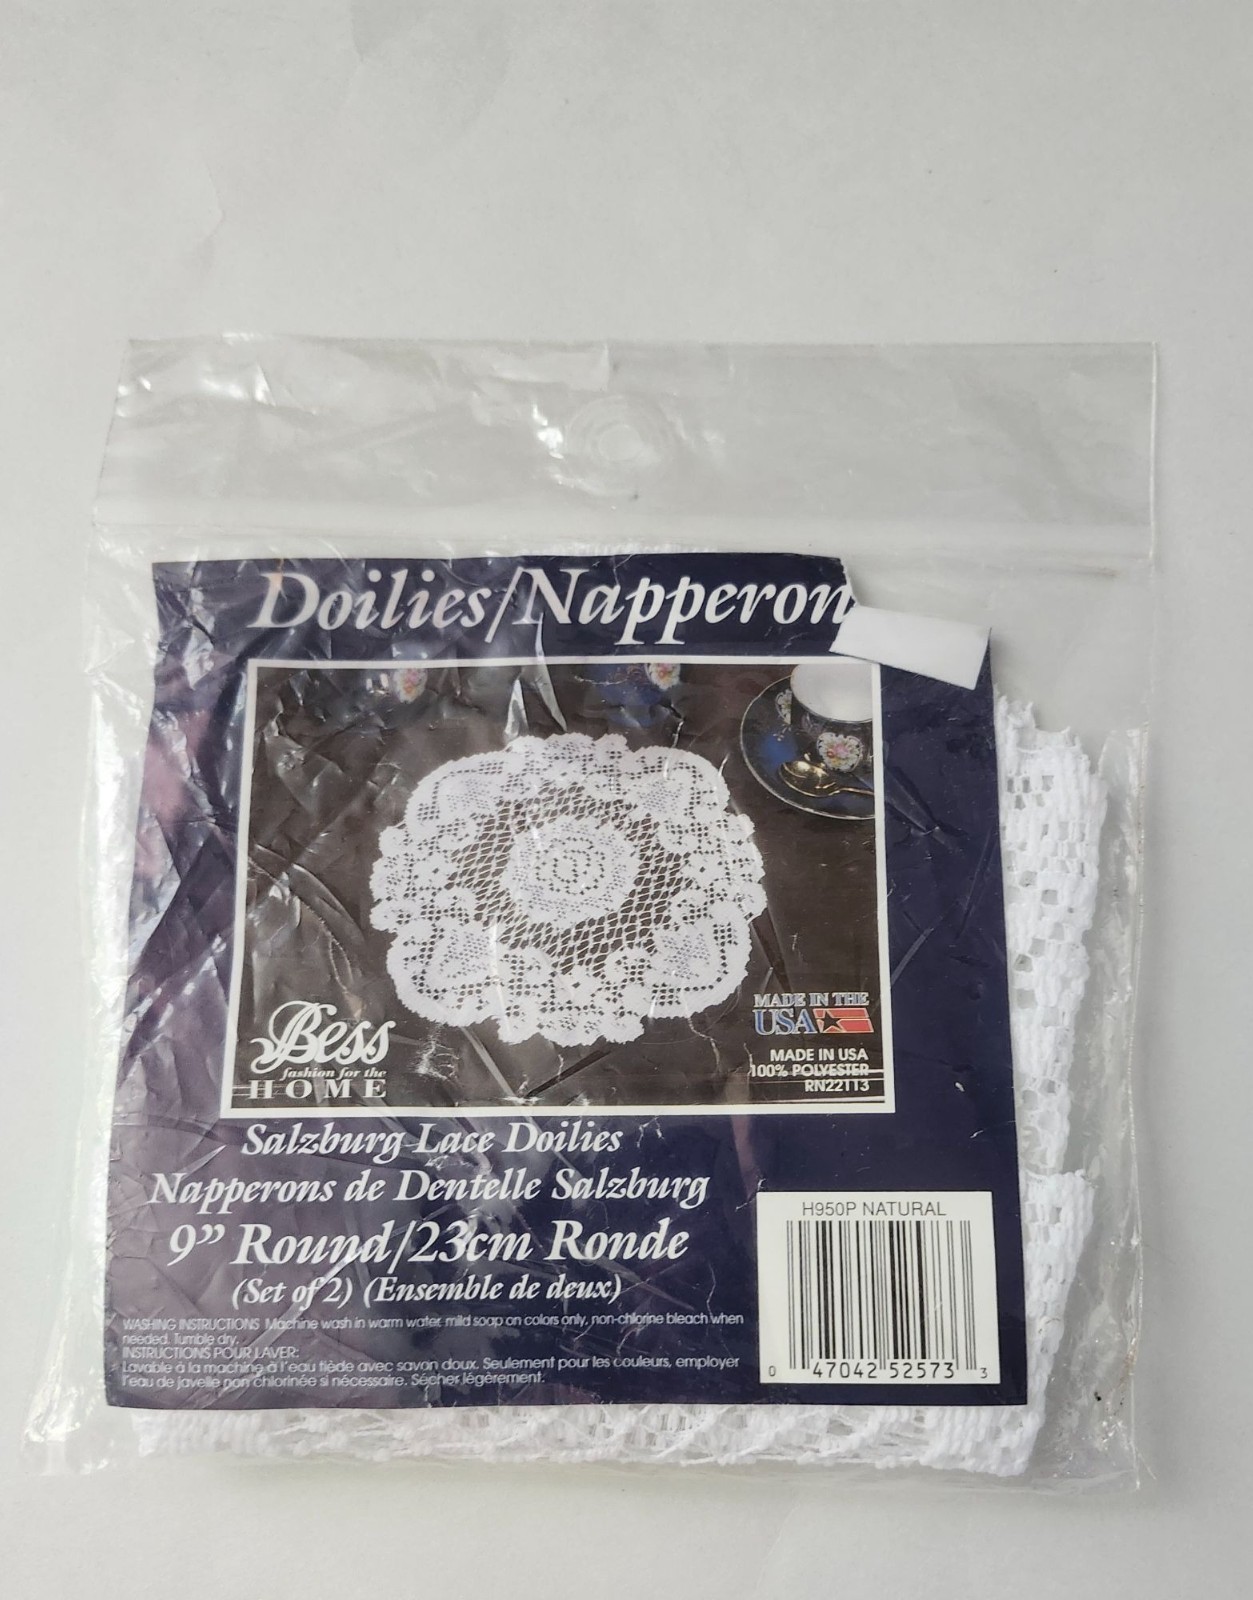 Doilies/Napperon
Bess
fashion for the
HOME
MADE IN THE
USA
MADE IN USA
100% POLYESTER
RN22113
Salzburg Lace Doilies
Napperons de Dentelle Salzburg
9” Round/23cm Ronde
(Set of 2) (Ensemble de deux)
WASHING INSTRUCTIONS Machine wash in warm water, mild soap on colors only, non-chlorine bleach when
needed. Tumble dry.
INSTRUCTIONS POUR LAVER:
Lavable à la machine à l'eau tiède avec savon doux. Seulement pour les couleurs, employer
l'eau de javelle non chlorinée si nécessaire. Sécher légèrement.
H950P NATURAL
0 47042 52573 3